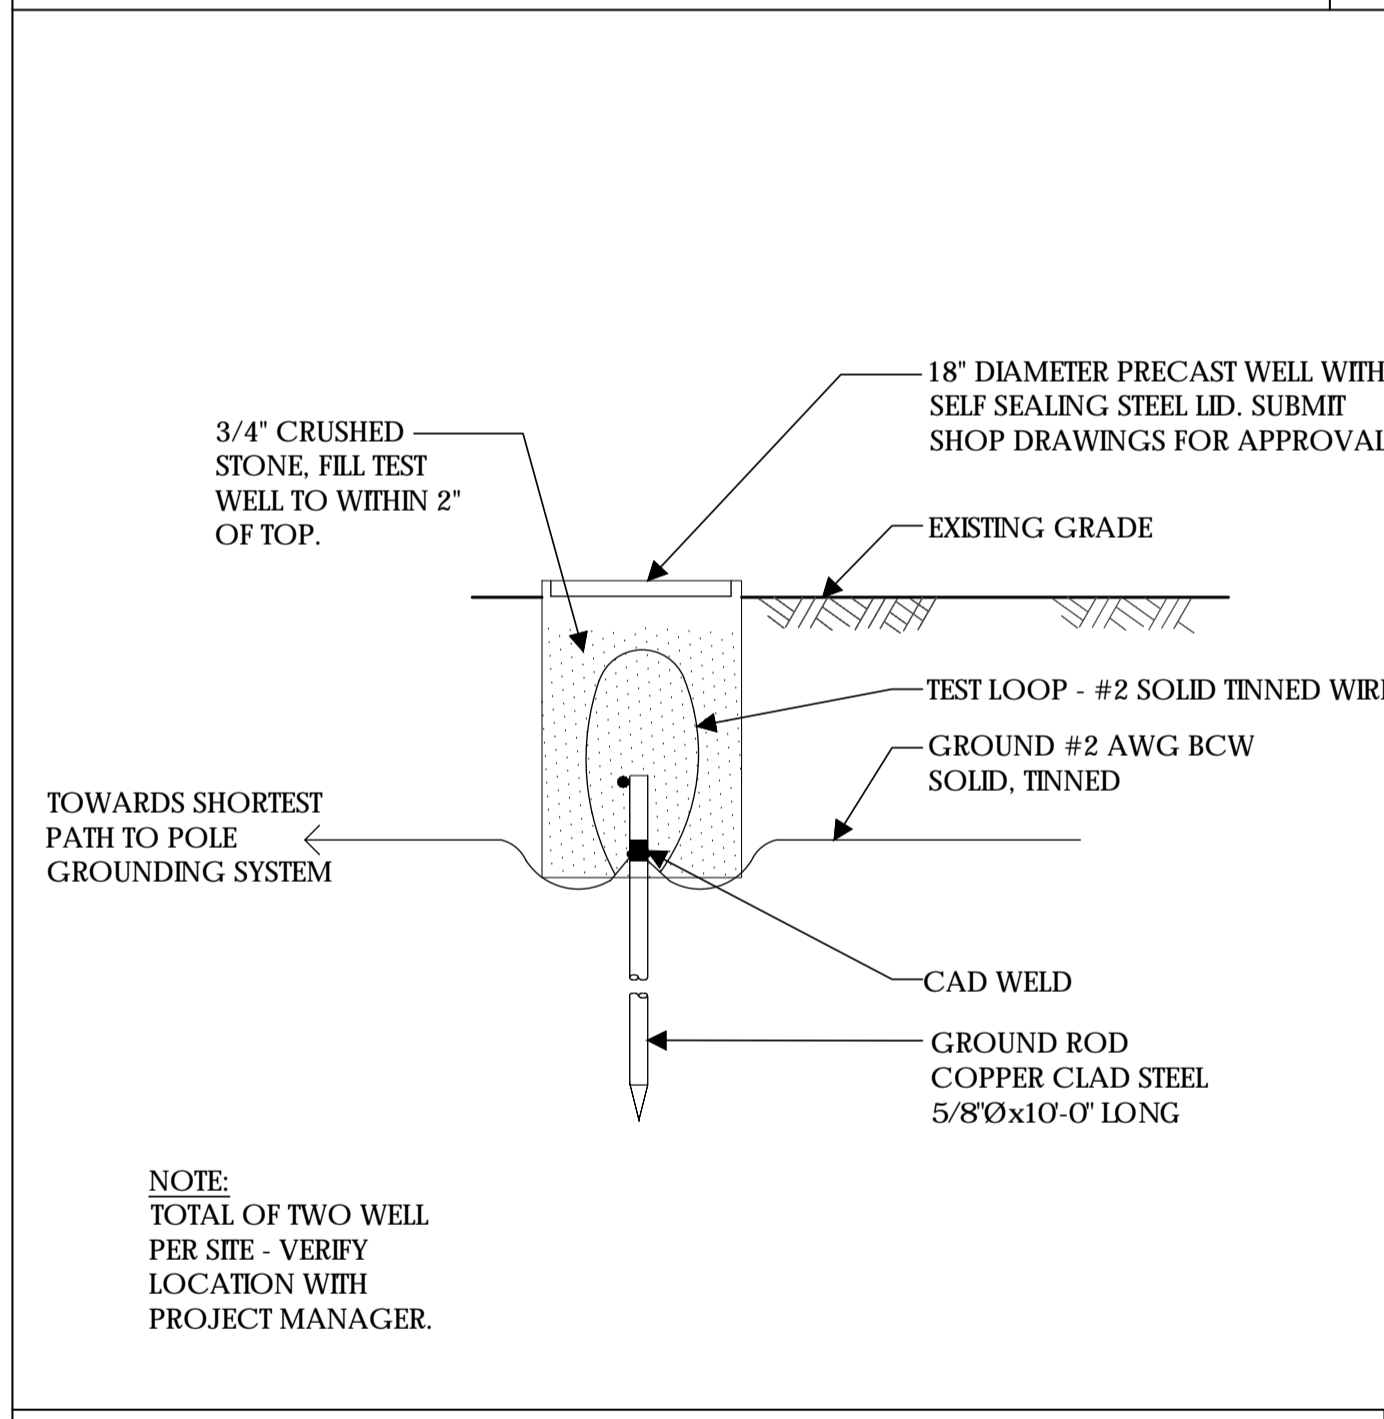 18" DIAMETER PRECAST WELL WITH
SELF SEALING STEEL LID. SUBMIT
SHOP DRAWINGS FOR APPROVAL
3/4" CRUSHED
STONE, FILL TEST
WELL TO WITHIN 2"
OF TOP.
EXISTING GRADE
TEST LOOP - #2 SOLID TINNED WIR
GROUND #2 AWG BCW
SOLID, TINNED
TOWARDS SHORTEST
PATH TO POLE
GROUNDING SYSTEM
CAD WELD
GROUND ROD
COPPER CLAD STEEL
5/8"Øx10'-0" LONG
NOTE:
TOTAL OF TWO WELL
PER SITE - VERIFY
LOCATION WITH
PROJECT MANAGER.